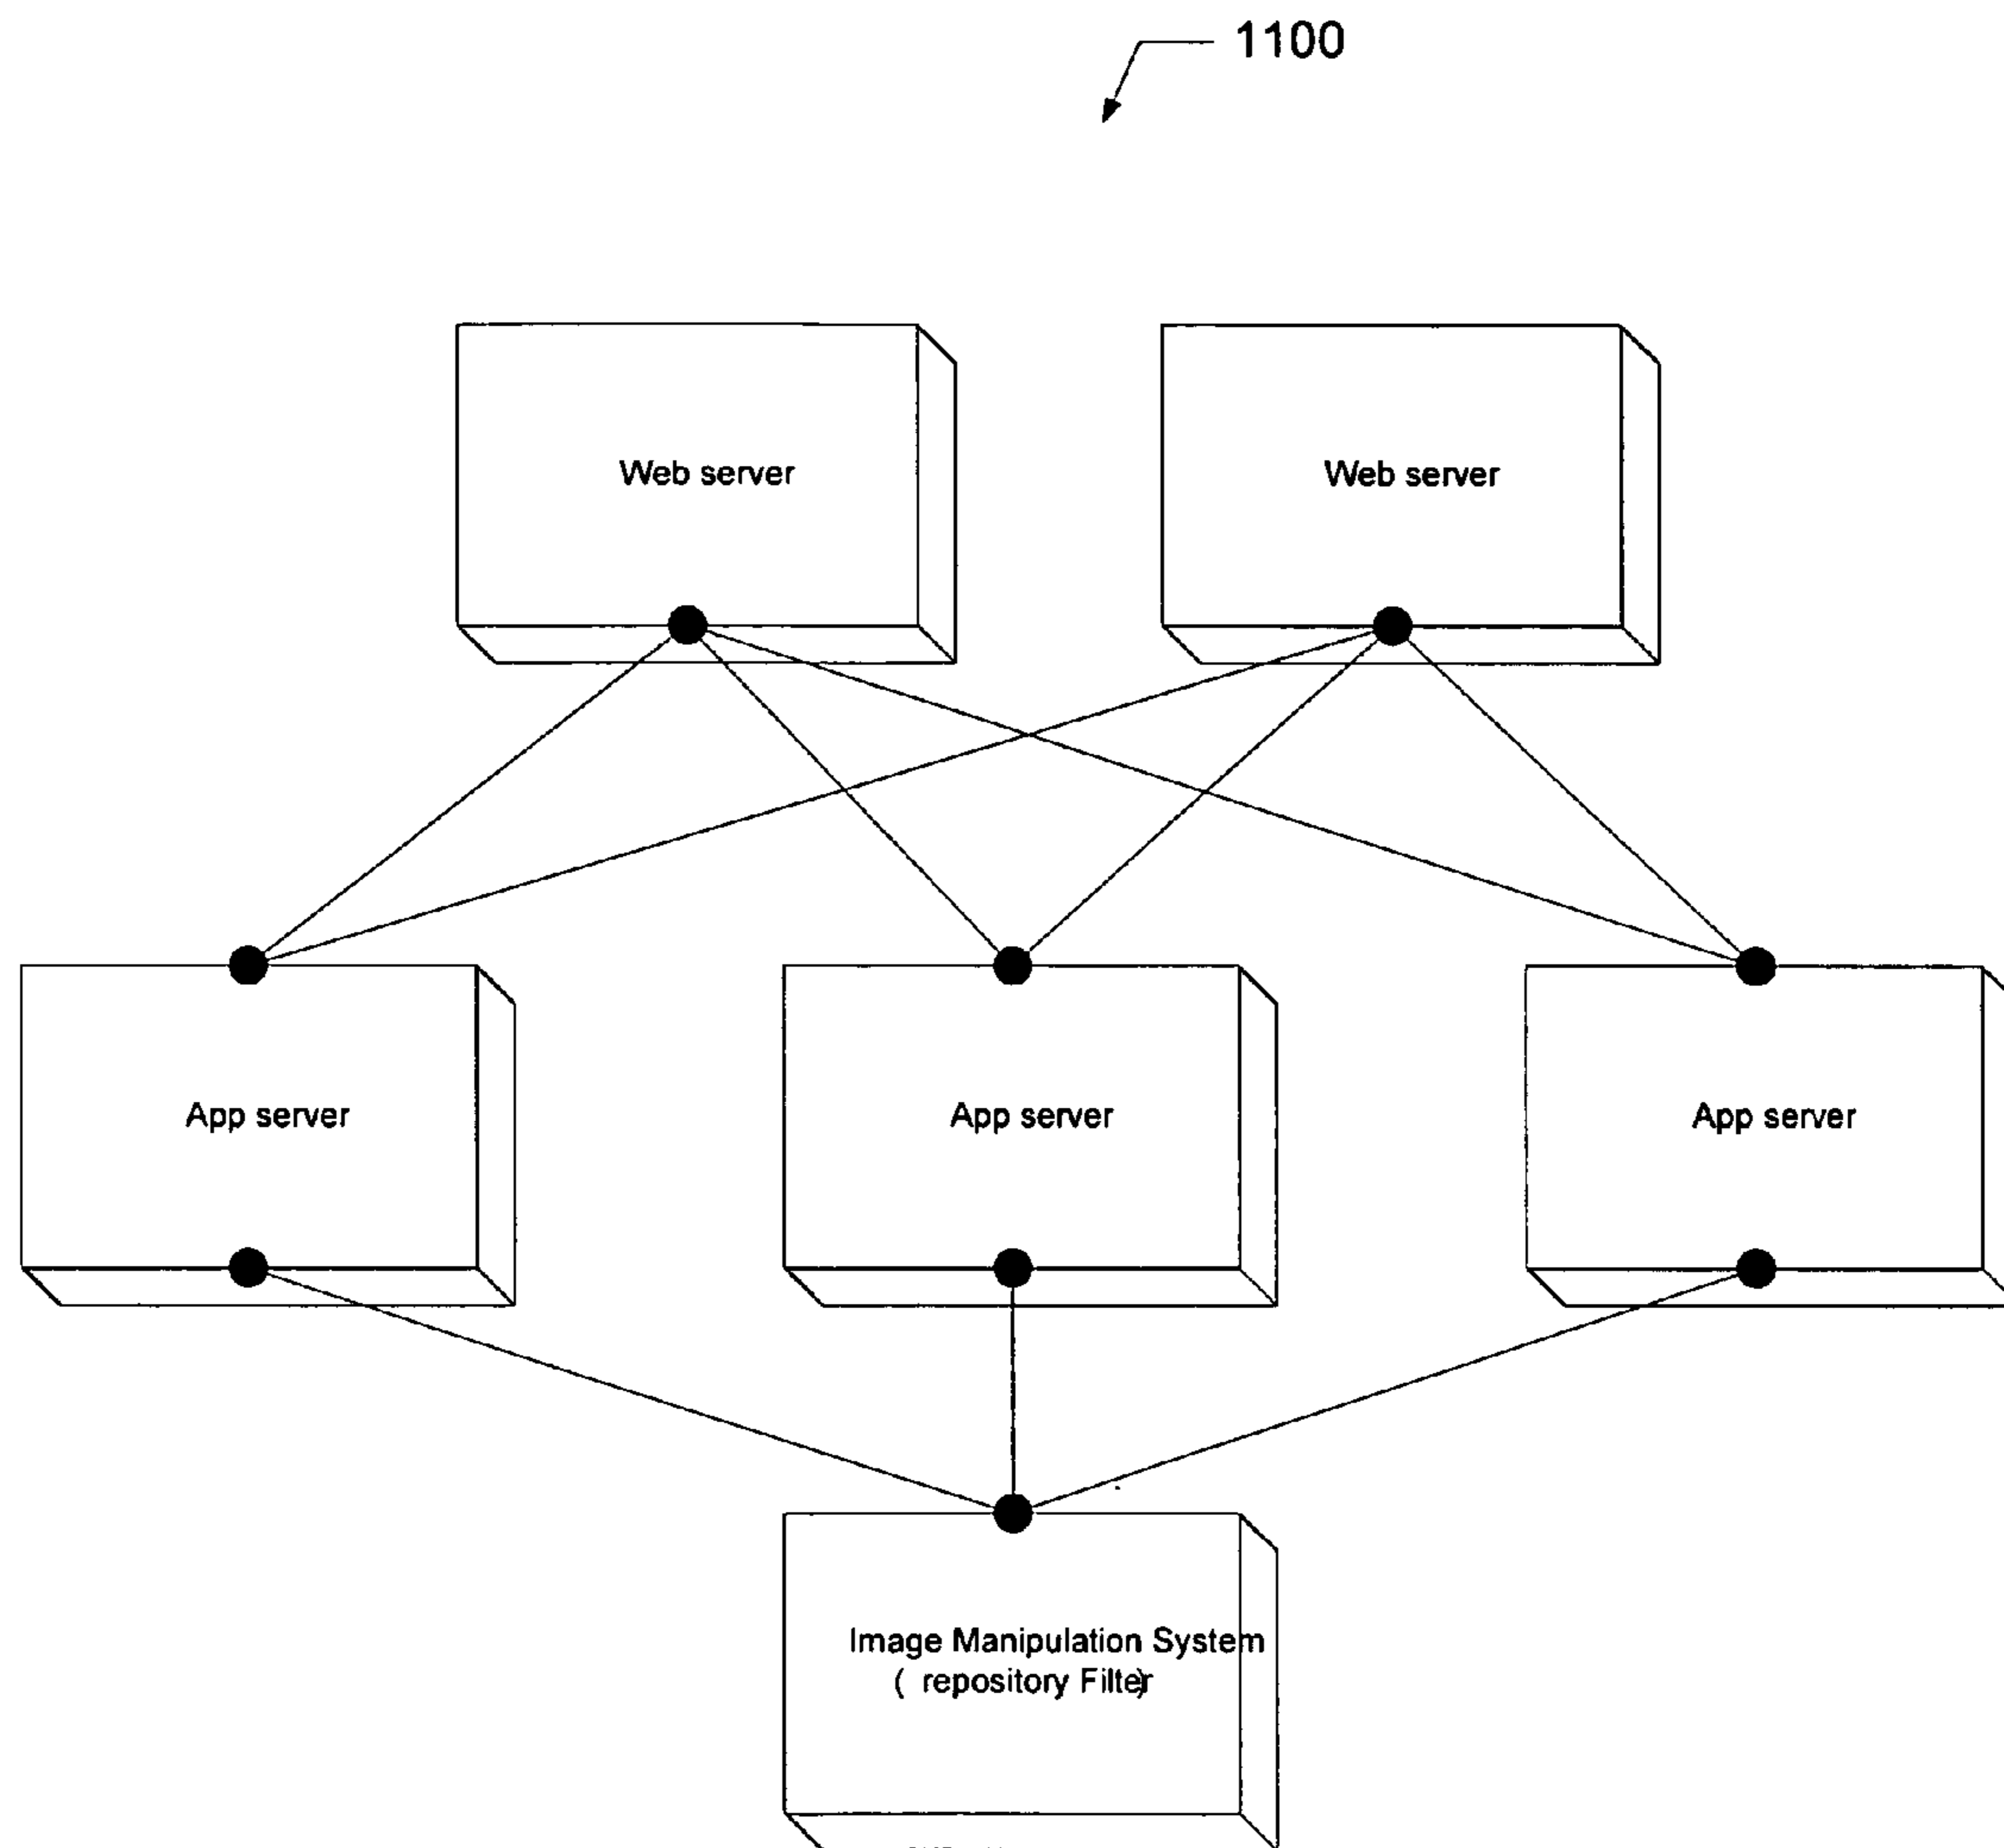 1100
Web server
Web server
App server
App server
App server
Image Manipulation System
( repository Filter)